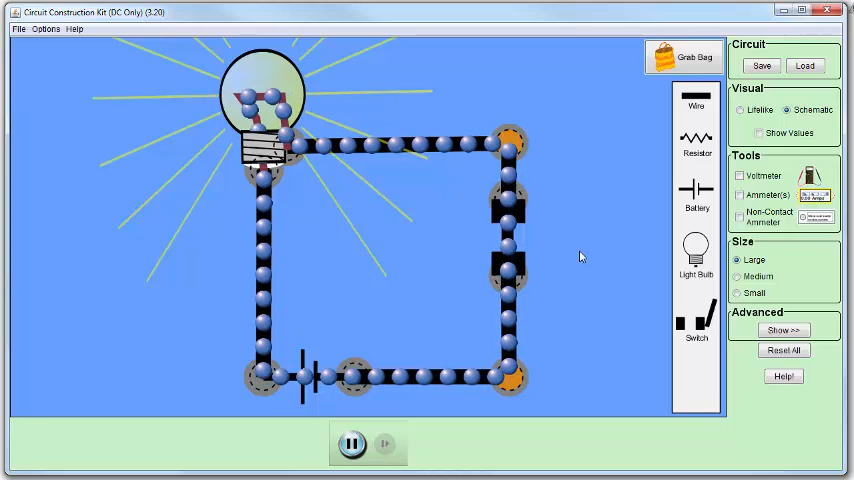 Circuit Construction Kit (DC Only) (3.20)
File Options Help
Grab Bag
Wire
Resistor
Battery
Light Bulb
Switch
Circuit
Save Load
Visual
Lifelike Schematic
Show Values
Tools
Voltmeter
Ammeter(s)
Non-Contact
Ammeter
Size
Large
Medium
Small
Advanced
Show >>
Reset All
Help!